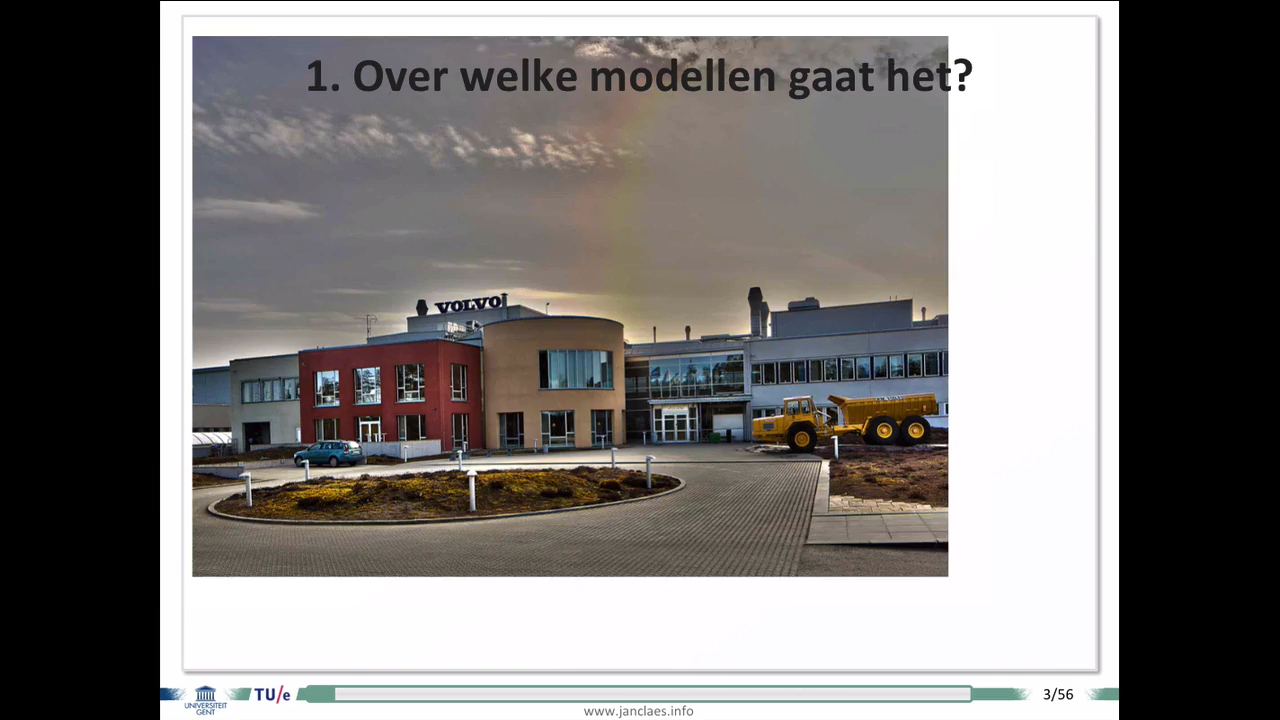 1. Over welke modellen gaat het?
VOLVO
UNIVERSITEIT
GENT
TU/e
3/56
www.janclaes.info